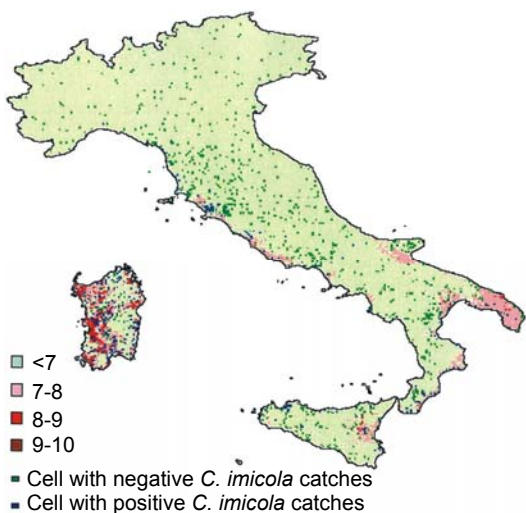 <7
7-8
8-9
9-10
Cell with negative C. imicola catches
Cell with positive C. imicola catches